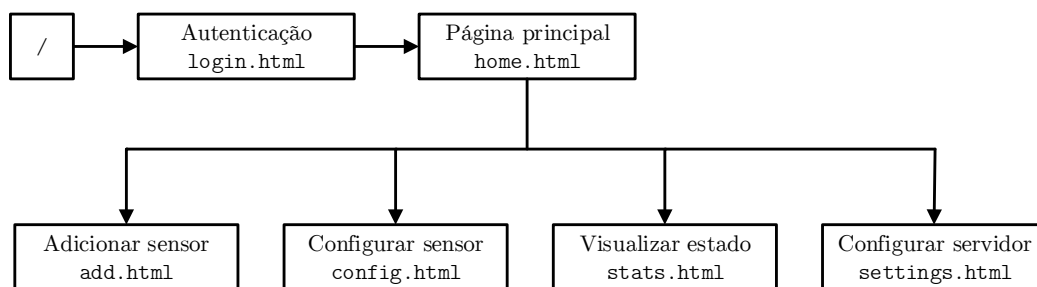 /
Autenticação
login.html
Página principal
home.html
Adicionar sensor
add.html
Configurar sensor
config.html
Visualizar estado
stats.html
Configurar servidor
settings.html